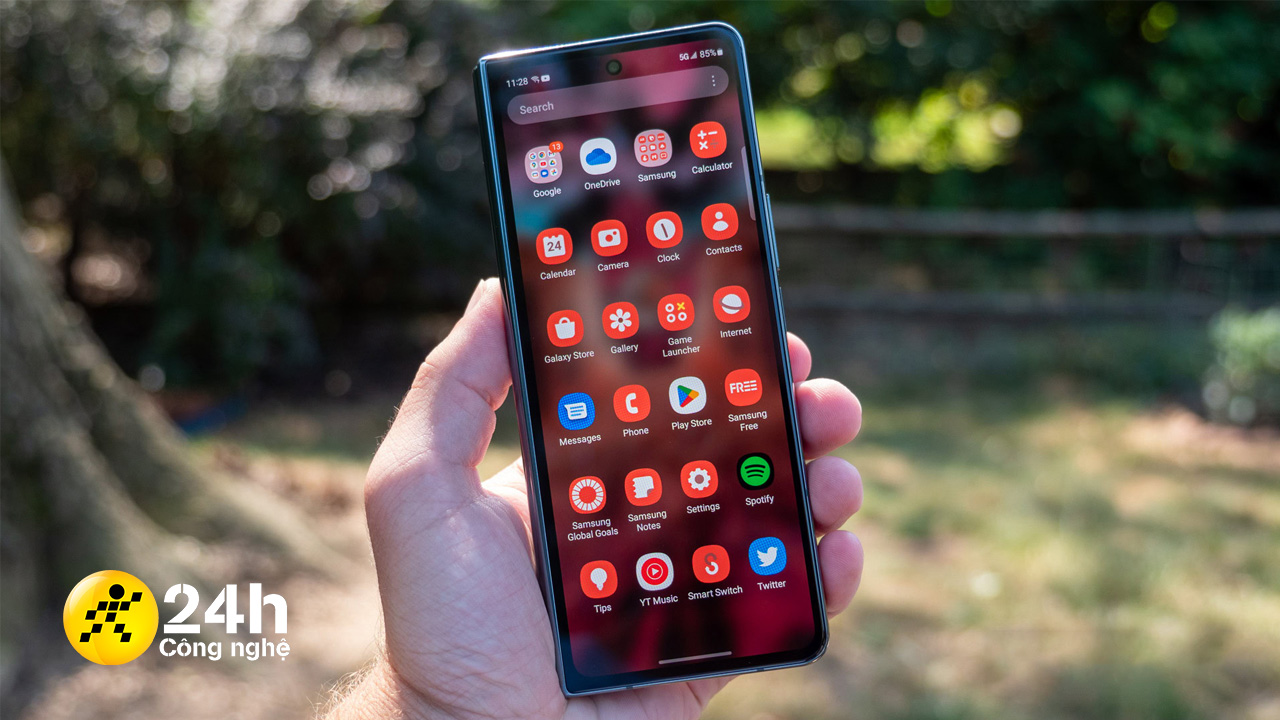 11:28
5G 85%
Search
13
Google
OneDrive
Samsung
Calculator
24
Calendar
Camera
Clock
Contacts
Galaxy Store
Gallery
Game
Launcher
Internet
Messages
Phone
Play Store
FREE
Samsung
Free
Samsung
Global Goals
Samsung
Notes
Settings
Spotify
Tips
YT Music
Smart Switch
Twitter
24h
Công nghệ